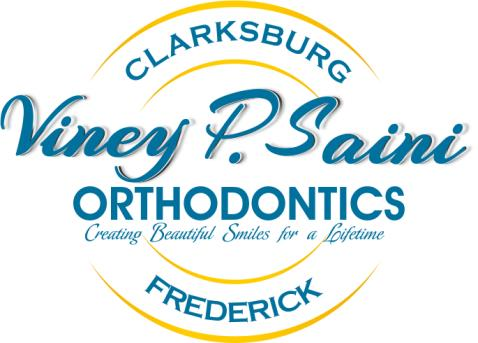 CLARKSBURG
Viney P. Saini
ORTHODONTICS
Creating Beautiful Smiles for a Lifetime
FREDERICK